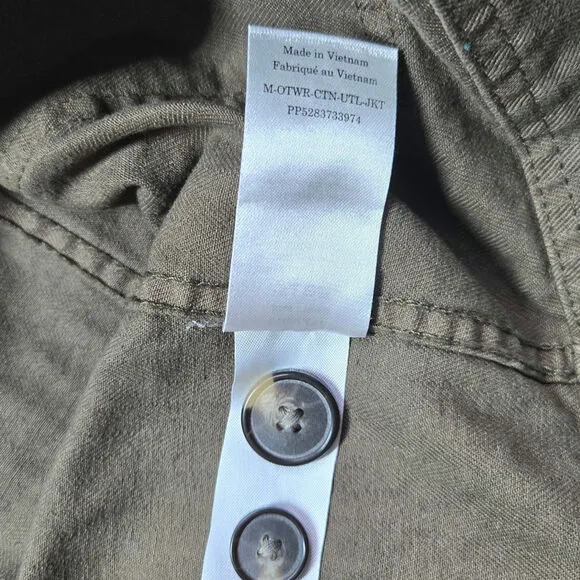 Made in Vietnam
Fabriqué au Vietnam
M-OTWR-CTN-UTL-JKT
PP5283733974